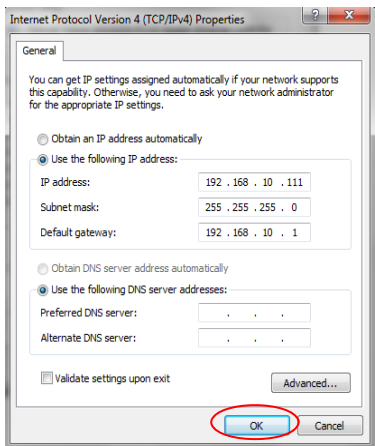 Internet Protocol Version 4 (TCP/IPv4) Properties
General
You can get IP settings assigned automatically if your network supports
this capability. Otherwise, you need to ask your network administrator
for the appropriate IP settings.
Obtain an IP address automatically
Use the following IP address:
IP address: 192 . 168 . 10 . 111
Subnet mask: 255 . 255 . 255 . 0
Default gateway: 192 . 168 . 10 . 1
Obtain DNS server address automatically
Use the following DNS server addresses:
Preferred DNS server: . . .
Alternate DNS server: . . .
Validate settings upon exit
Advanced...
OK Cancel